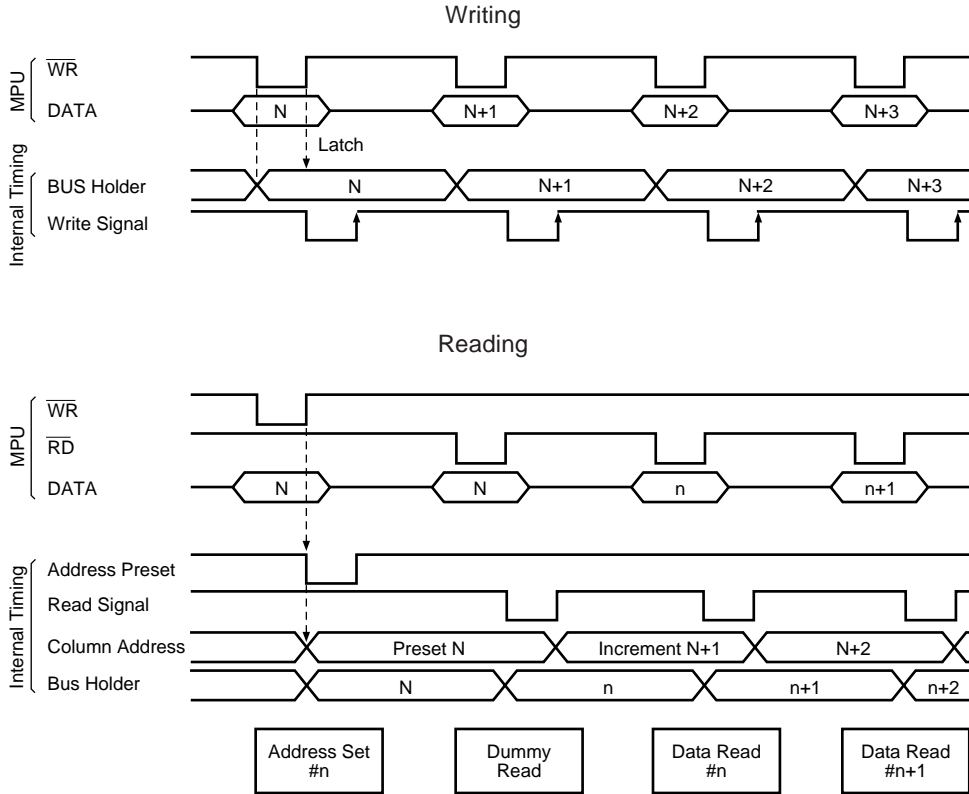 Writing
MPU
WR
DATA
N
N+1
N+2
N+3
Latch
Internal Timing
BUS Holder
N
N+1
N+2
N+3
Write Signal
Reading
MPU
WR
RD
DATA
N
N
n
n+1
Internal Timing
Address Preset
Read Signal
Column Address
Preset N
Increment N+1
N+2
Bus Holder
N
n
n+1
n+2
Address Set
#n
Dummy
Read
Data Read
#n
Data Read
#n+1